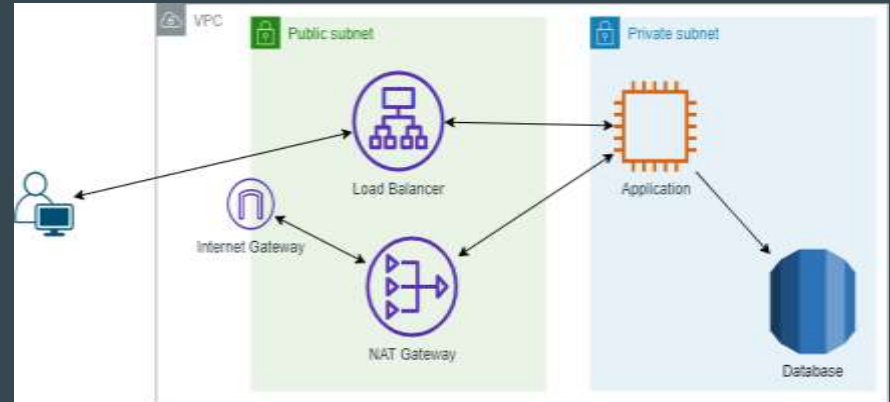 VPC
Public subnet
Private subnet
Load Balancer
Application
Internet Gateway
NAT Gateway
Database